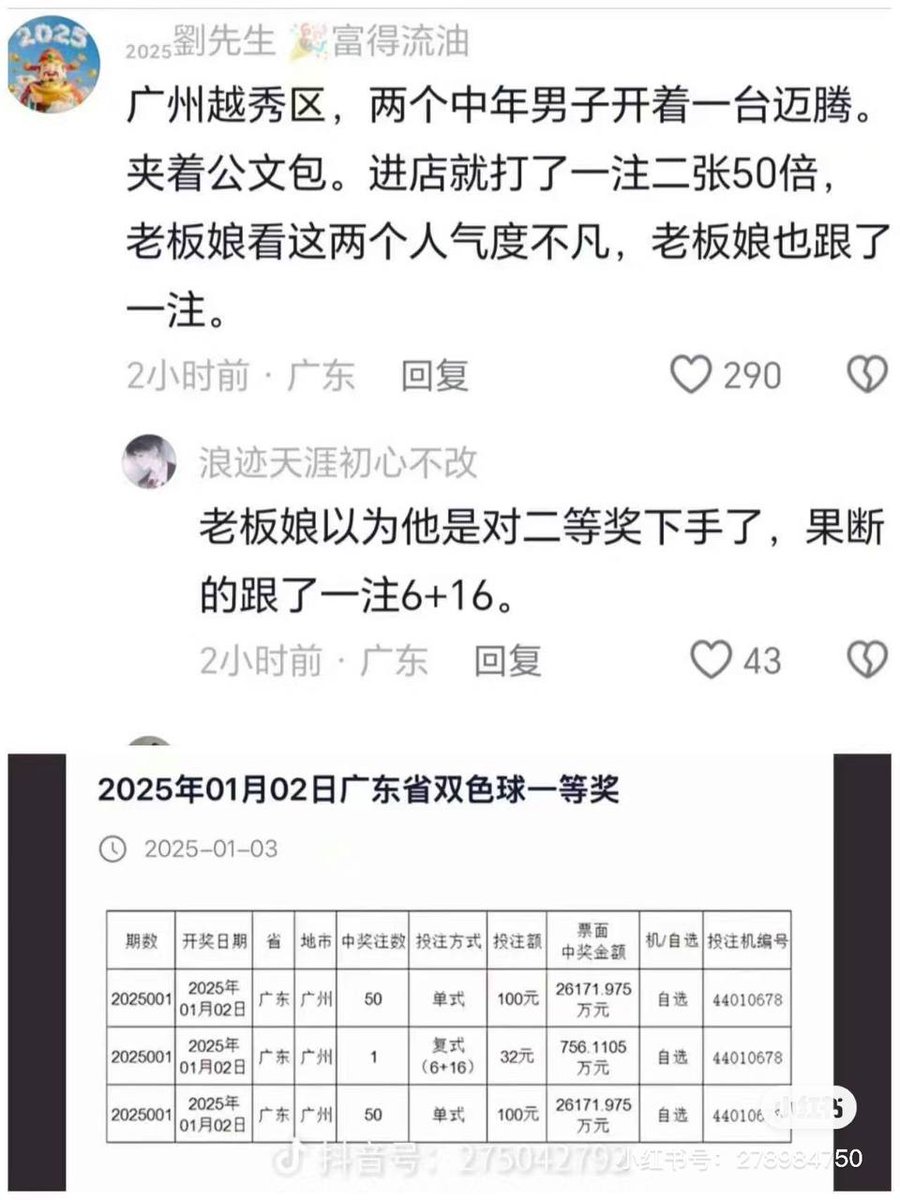 2025
2025劉先生 🎉富得流油
广州越秀区，两个中年男子开着一台迈腾。
夹着公文包。进店就打了一注二张50倍，
老板娘看这两个人气度不凡，老板娘也跟了
一注。
2小时前 · 广东 回复 290
浪迹天涯初心不改
老板娘以为他是对二等奖下手了，果断
的跟了一注6+16。
2小时前 · 广东 回复 43
2025年01月02日广东省双色球一等奖
2025-01-03
期数 开奖日期 省 地市 中奖注数 投注方式 投注额 票面中奖金额 机/自选 投注机编号
2025001 2025年01月02日 广东 广州 50 单式 100元 26171.975万元 自选 44010678
2025001 2025年01月02日 广东 广州 1 复式（6+16） 32元 756.1105万元 自选 44010678
2025001 2025年01月02日 广东 广州 50 单式 100元 26171.975万元 自选 440106
小红书
抖音号：275042792
小红书号：278984750